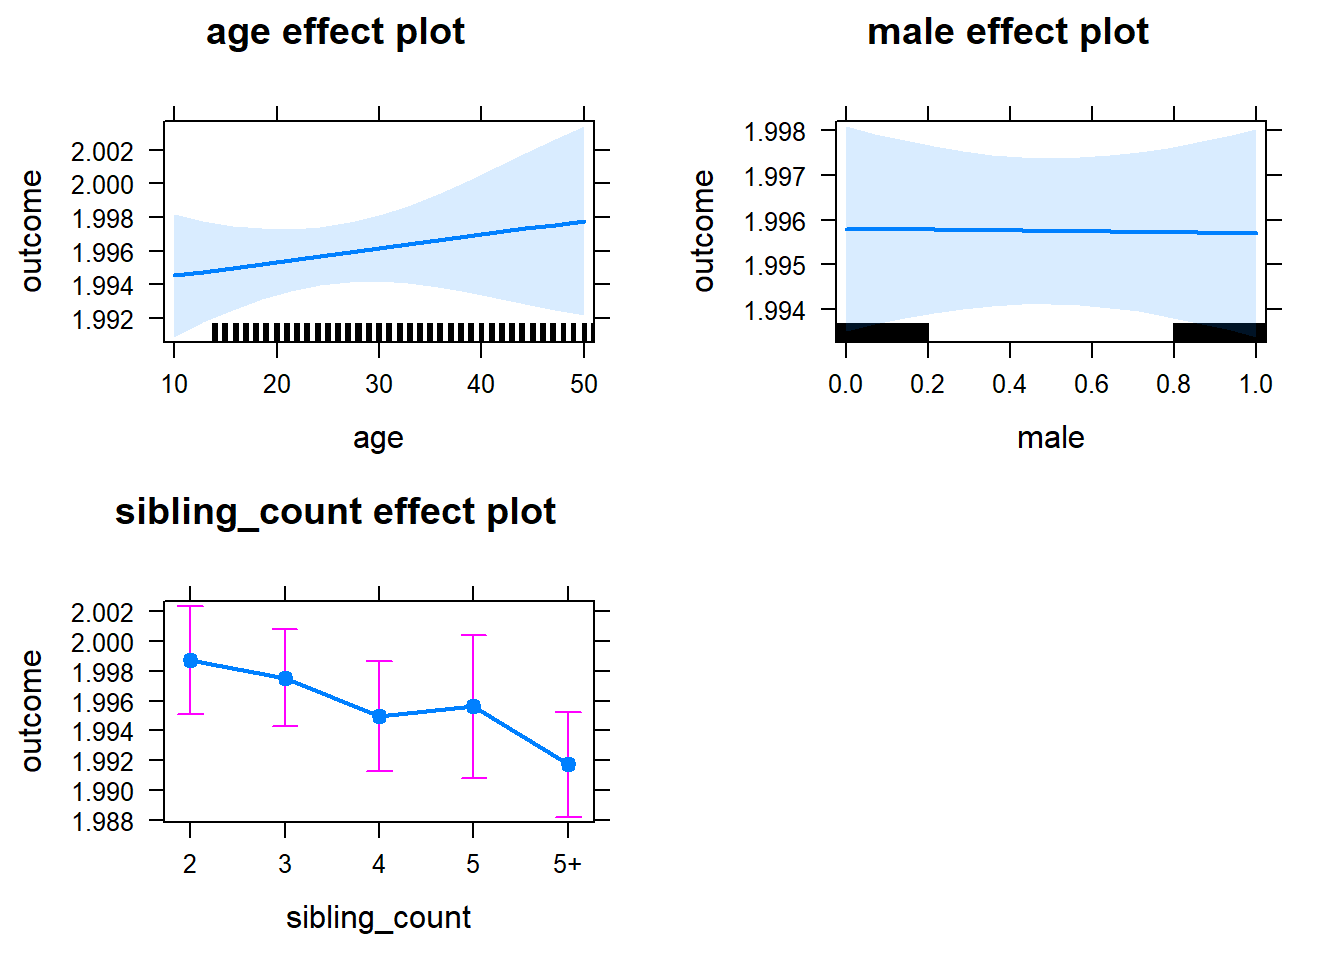 age effect plot
outcome
2.002
2.000
1.998
1.996
1.994
1.992
10 20 30 40 50
age
male effect plot
outcome
1.998
1.997
1.996
1.995
1.994
0.0 0.2 0.4 0.6 0.8 1.0
male
sibling_count effect plot
outcome
2.002
2.000
1.998
1.996
1.994
1.992
1.990
1.988
2 3 4 5 5+
sibling_count